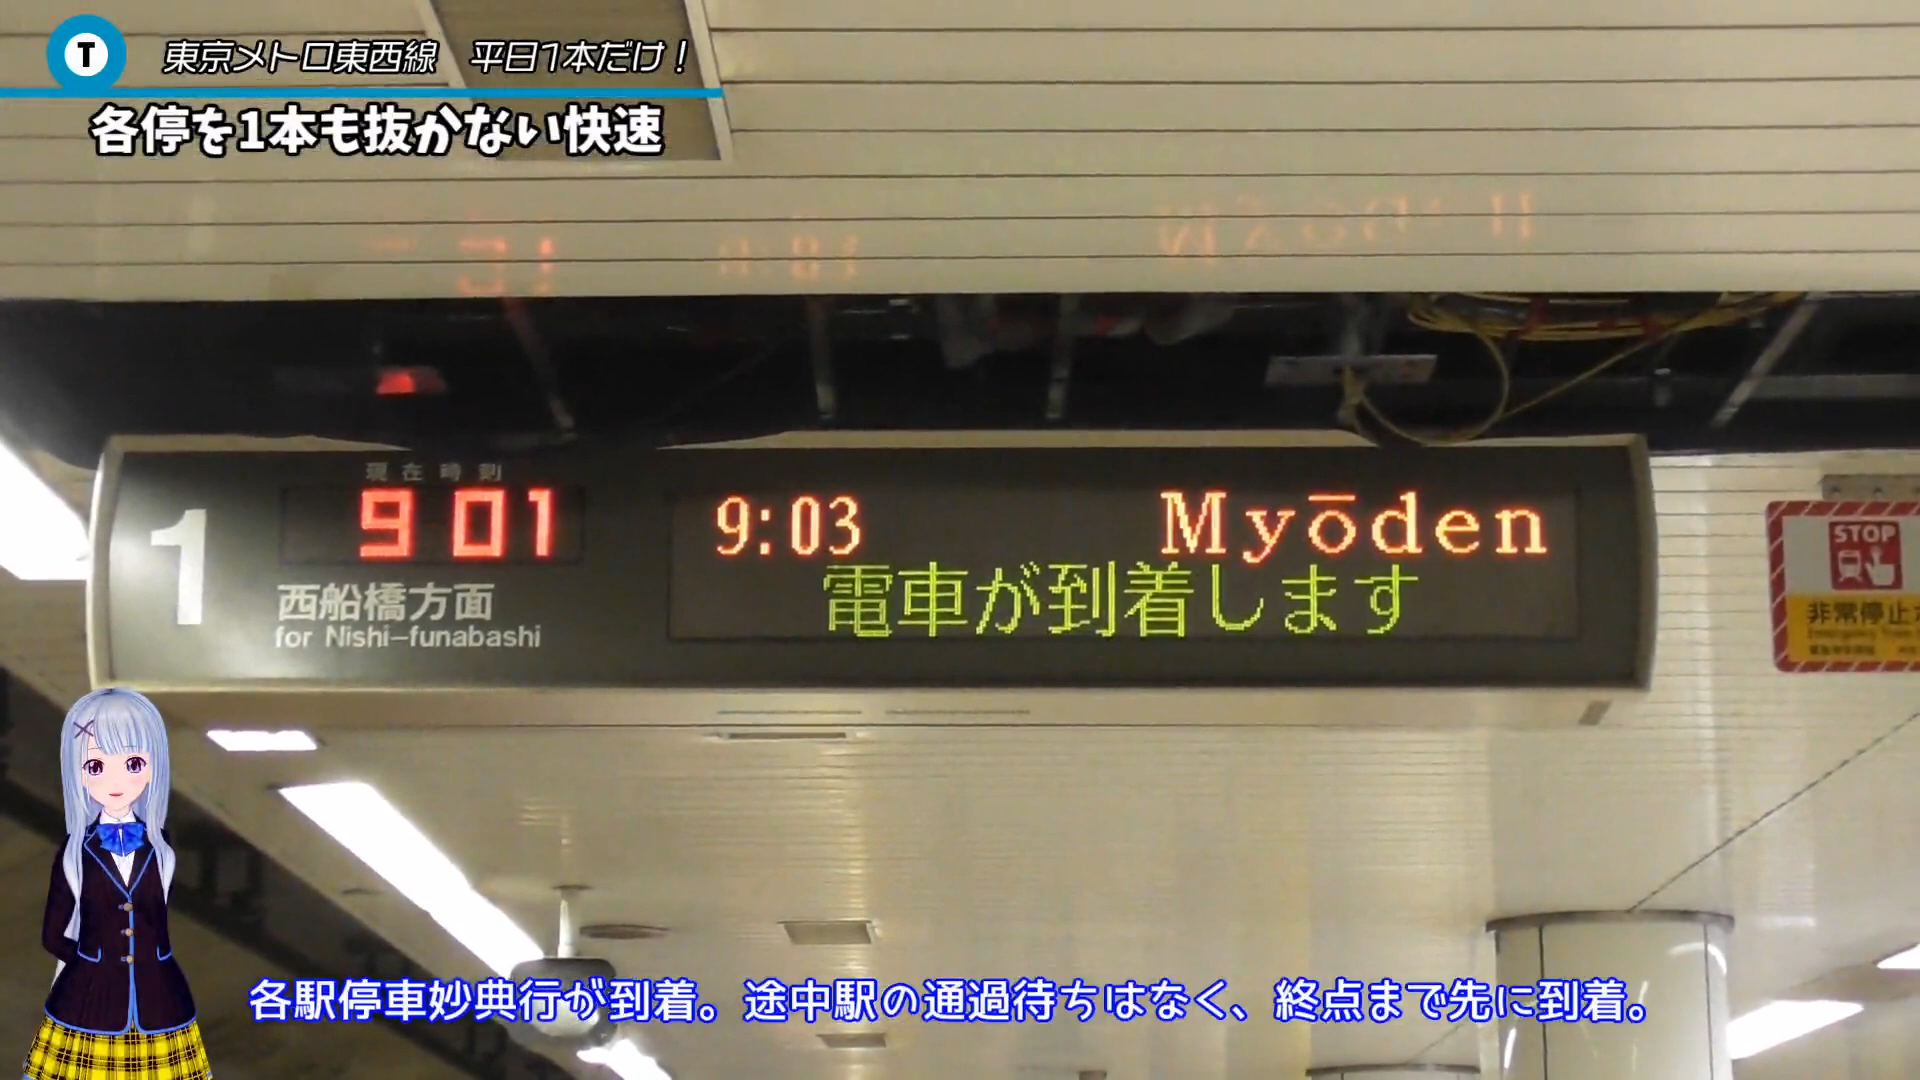 T
東京メトロ東西線 平日1本だけ!
各停を1本も抜かない快速
現在時刻
9 01
1
西船橋方面
for Nishi-funabashi
9:03 Myōden
電車が到着します
STOP
非常停止
各駅停車妙典行が到着。途中駅の通過待ちはなく、終点まで先に到着。